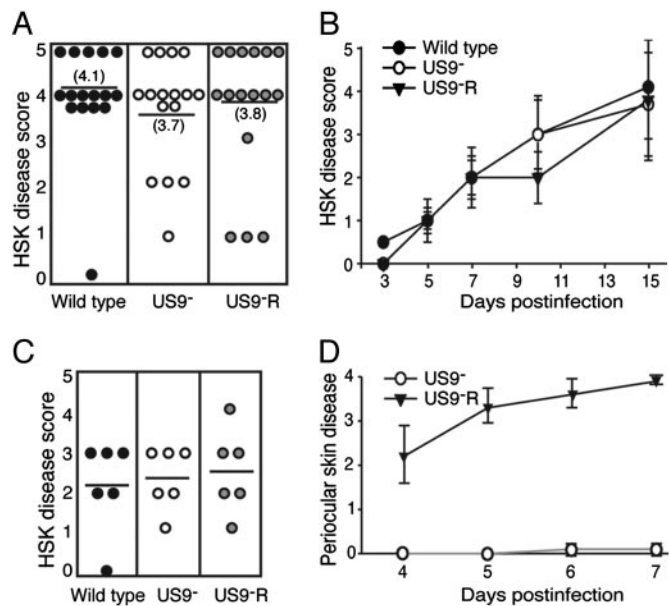 A
HSK disease score
5
4
3
2
1
0
(4.1)
(3.7)
(3.8)
Wild type
US9-
US9-R
B
HSK disease score
5
4
3
2
1
0
Wild type
US9-
US9-R
3
5
7
9
11
13
15
Days postinfection
C
HSK disease score
5
4
3
2
1
0
Wild type
US9-
US9-R
D
Periocular skin disease
4
3
2
1
0
US9-
US9-R
4
5
6
7
Days postinfection